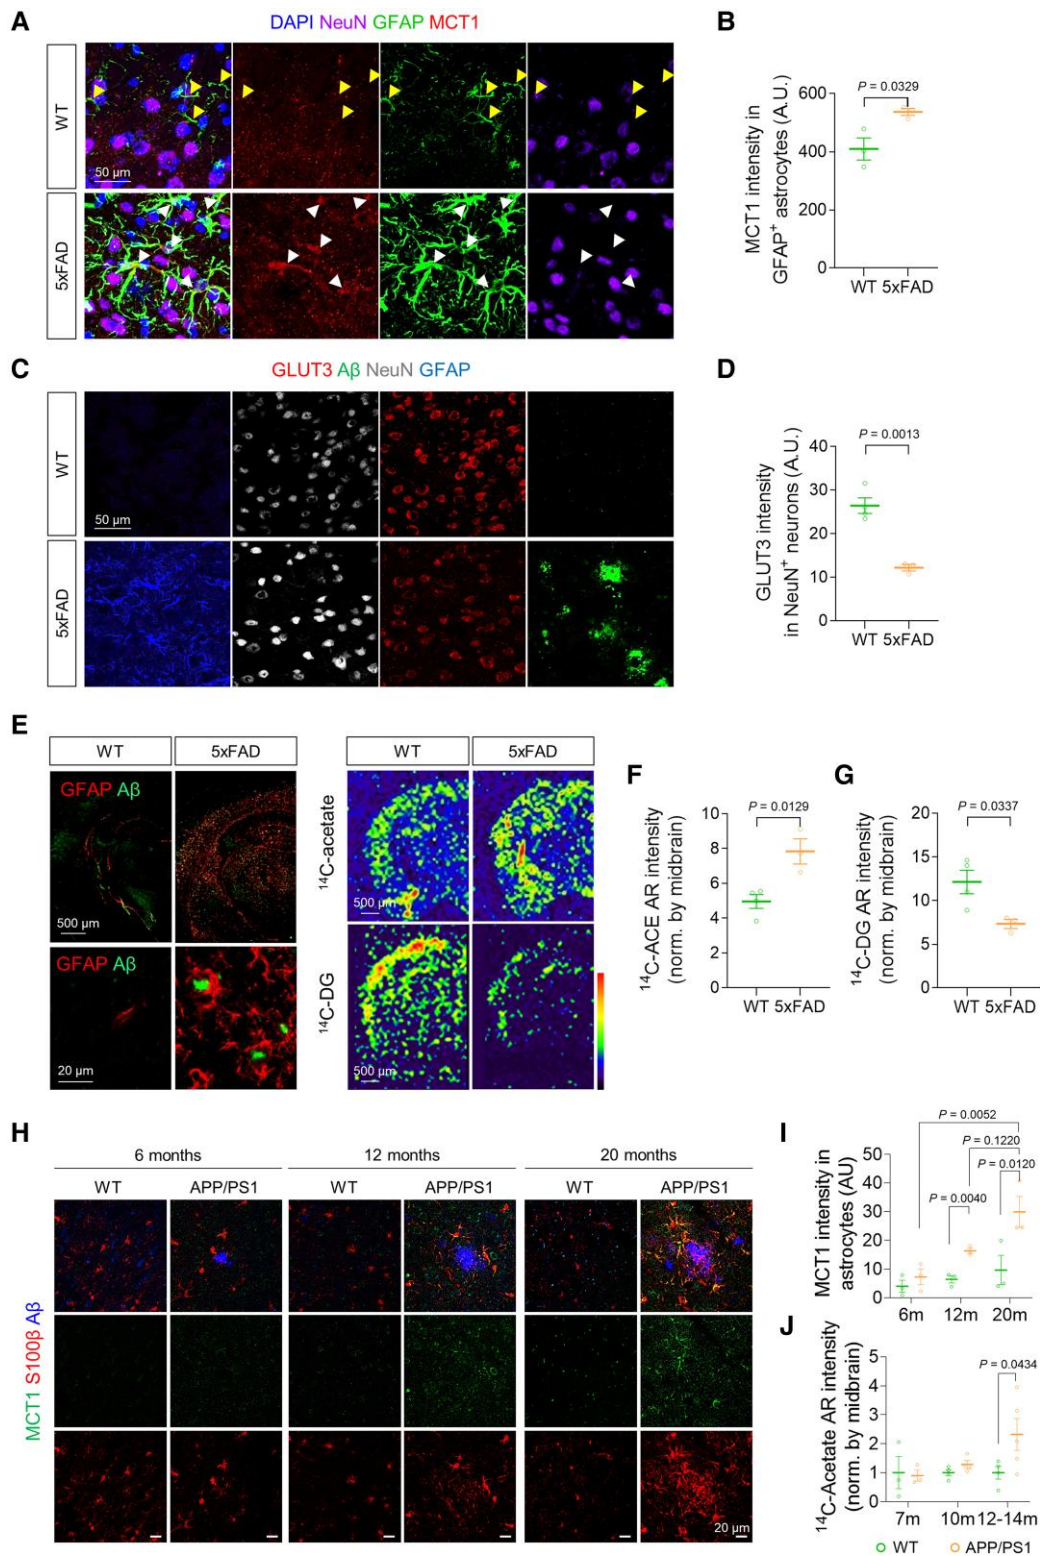 A
DAPI NeuN GFAP MCT1
WT
50 µm
5xFAD
B
MCT1 intensity in
GFAP+ astrocytes (A.U.)
P = 0.0329
600
400
200
0
WT 5xFAD
C
GLUT3 Aβ NeuN GFAP
WT
50 µm
5xFAD
D
GLUT3 intensity
in NeuN+ neurons (A.U.)
P = 0.0013
40
30
20
10
0
WT 5xFAD
E
WT
5xFAD
GFAP Aβ
500 µm
GFAP Aβ
20 µm
WT
5xFAD
14C-acetate
500 µm
14C-DG
500 µm
F
14C-ACE AR intensity
(norm. by midbrain)
P = 0.0129
10
8
6
4
2
0
WT 5xFAD
G
14C-DG AR intensity
(norm. by midbrain)
P = 0.0337
20
15
10
5
0
WT 5xFAD
H
6 months
12 months
20 months
WT
APP/PS1
WT
APP/PS1
WT
APP/PS1
MCT1 S100β Aβ
20 µm
I
MCT1 intensity in
astrocytes (AU)
P = 0.0052
P = 0.1220
P = 0.0120
P = 0.0040
50
40
30
20
10
0
6m 12m 20m
J
14C-Acetate AR intensity
(norm. by midbrain)
P = 0.0434
5
4
3
2
1
0
7m 10m 12-14m
WT
APP/PS1